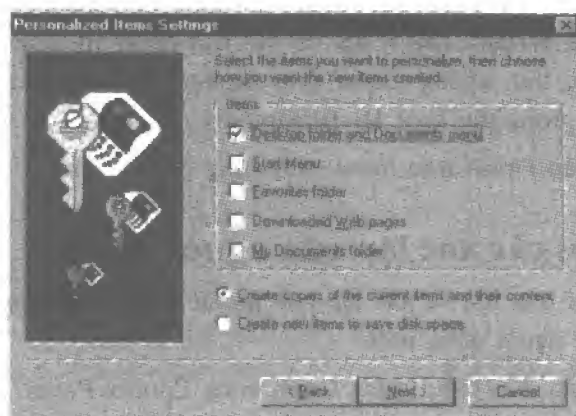 Personalized Items Settings
Select the items you want to personalize, then choose
how you want the new items created.
Items
Desktop folder and Documents menu
Start Menu
Favorites folder
Downloaded Web pages
My Documents folder
Create copies of the current items and their content
Create new items to save disk space
< Back
Next >
Cancel